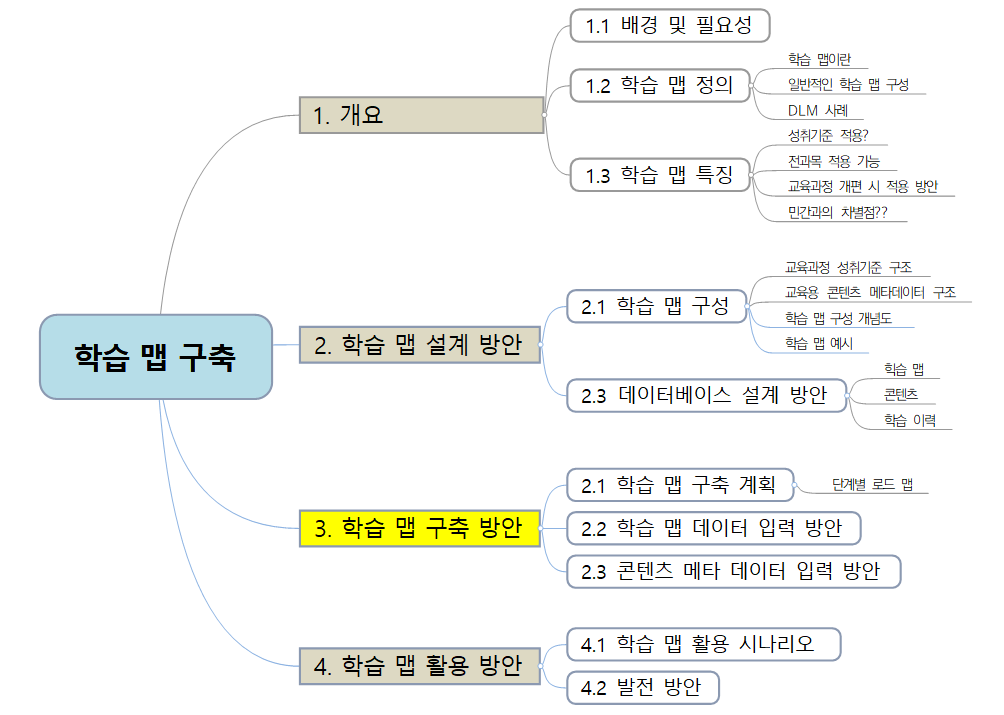 학습 맵 구축
1. 개요
1.1 배경 및 필요성
1.2 학습 맵 정의
학습 맵이란
일반적인 학습 맵 구성
DLM 사례
1.3 학습 맵 특징
성취기준 적용?
전과목 적용 가능
교육과정 개편 시 적용 방안
민간과의 차별점??
2. 학습 맵 설계 방안
2.1 학습 맵 구성
교육과정 성취기준 구조
교육용 콘텐츠 메타데이터 구조
학습 맵 구성 개념도
학습 맵 예시
2.3 데이터베이스 설계 방안
학습 맵
콘텐츠
학습 이력
3. 학습 맵 구축 방안
2.1 학습 맵 구축 계획
단계별 로드 맵
2.2 학습 맵 데이터 입력 방안
2.3 콘텐츠 메타 데이터 입력 방안
4. 학습 맵 활용 방안
4.1 학습 맵 활용 시나리오
4.2 발전 방안